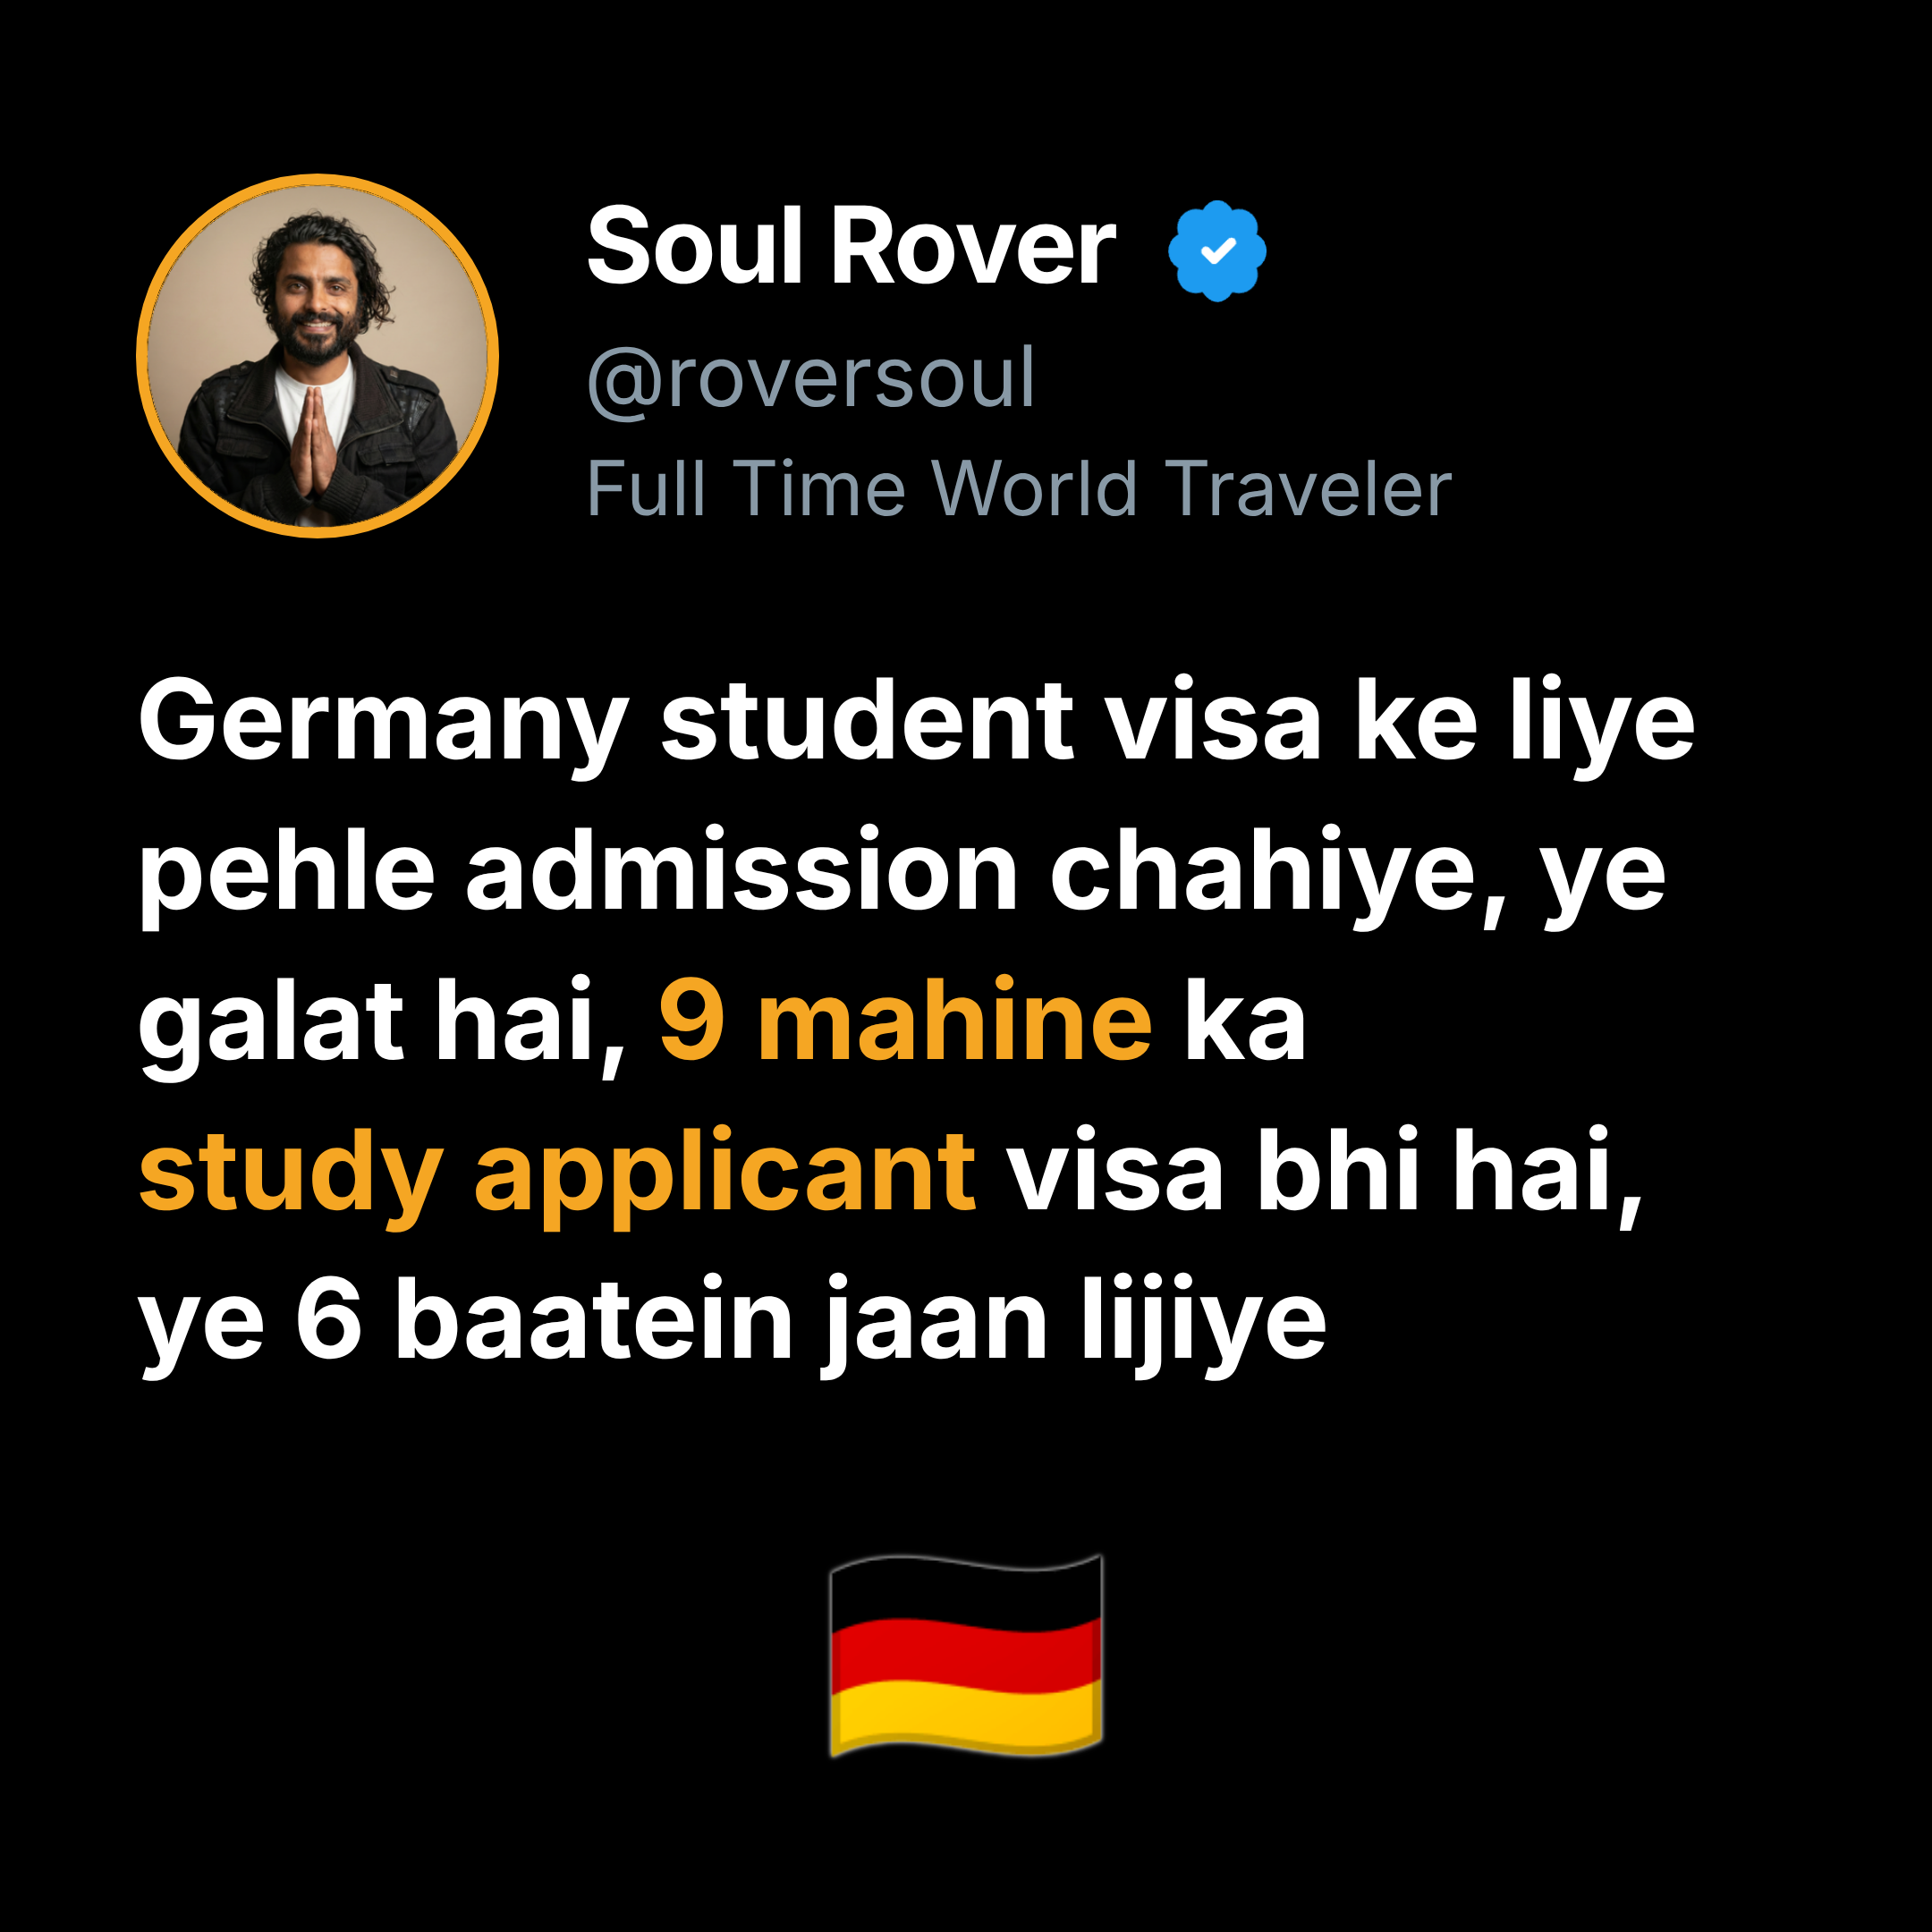 Soul Rover
@roversoul
Full Time World Traveler
Germany student visa ke liye
pehle admission chahiye, ye
galat hai, 9 mahine ka
study applicant visa bhi hai,
ye 6 baatein jaan lijiye